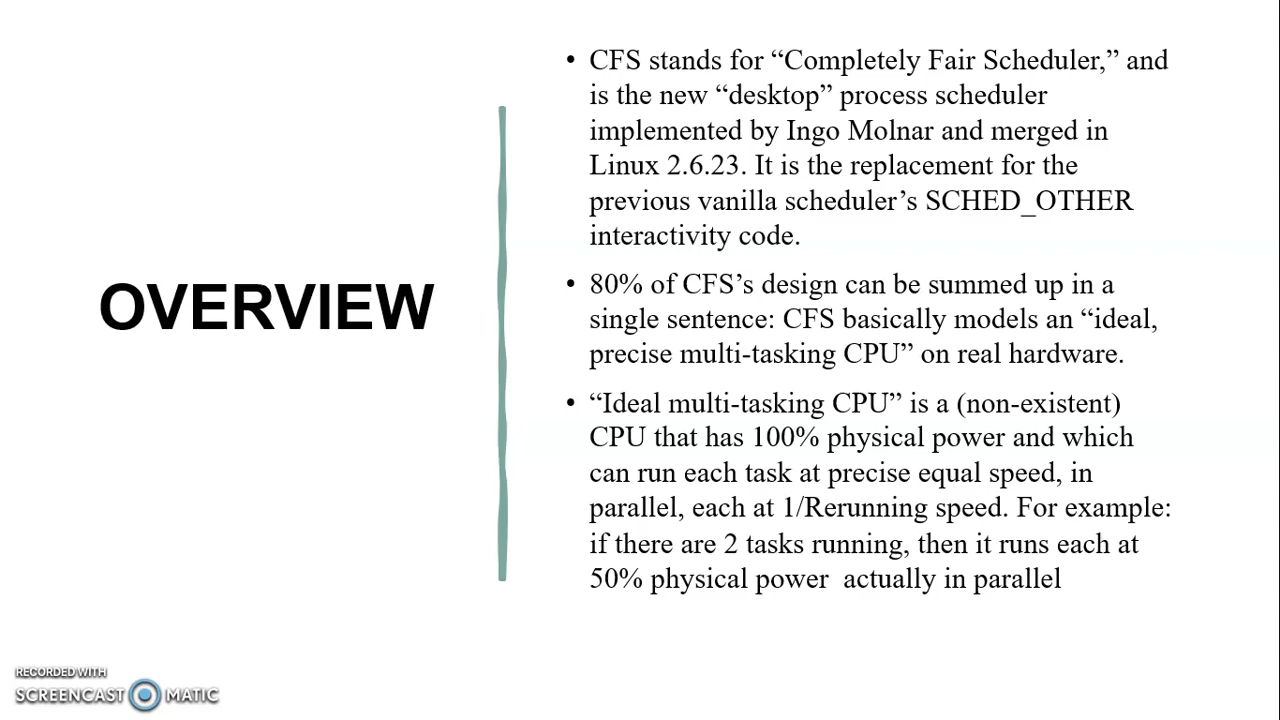 OVERVIEW
• CFS stands for “Completely Fair Scheduler,” and
is the new “desktop” process scheduler
implemented by Ingo Molnar and merged in
Linux 2.6.23. It is the replacement for the
previous vanilla scheduler’s SCHED_OTHER
interactivity code.
• 80% of CFS’s design can be summed up in a
single sentence: CFS basically models an “ideal,
precise multi-tasking CPU” on real hardware.
• “Ideal multi-tasking CPU” is a (non-existent)
CPU that has 100% physical power and which
can run each task at precise equal speed, in
parallel, each at 1/Rerunning speed. For example:
if there are 2 tasks running, then it runs each at
50% physical power  actually in parallel
RECORDED WITH
SCREENCAST MATIC